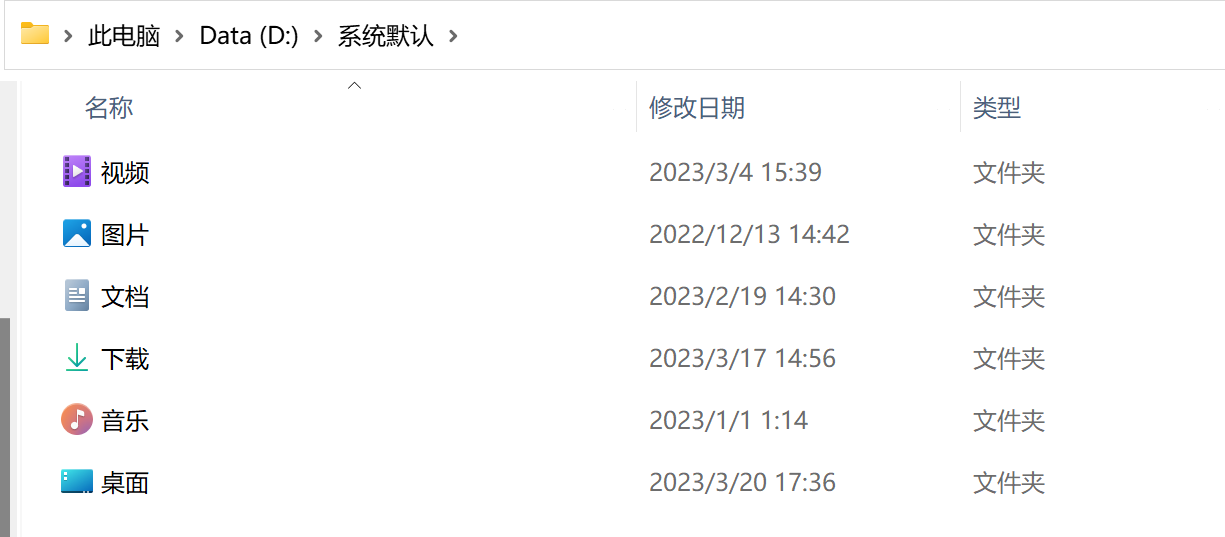 此电脑 > Data (D:) > 系统默认 >
名称 修改日期 类型
视频 2023/3/4 15:39 文件夹
图片 2022/12/13 14:42 文件夹
文档 2023/2/19 14:30 文件夹
下载 2023/3/17 14:56 文件夹
音乐 2023/1/1 1:14 文件夹
桌面 2023/3/20 17:36 文件夹